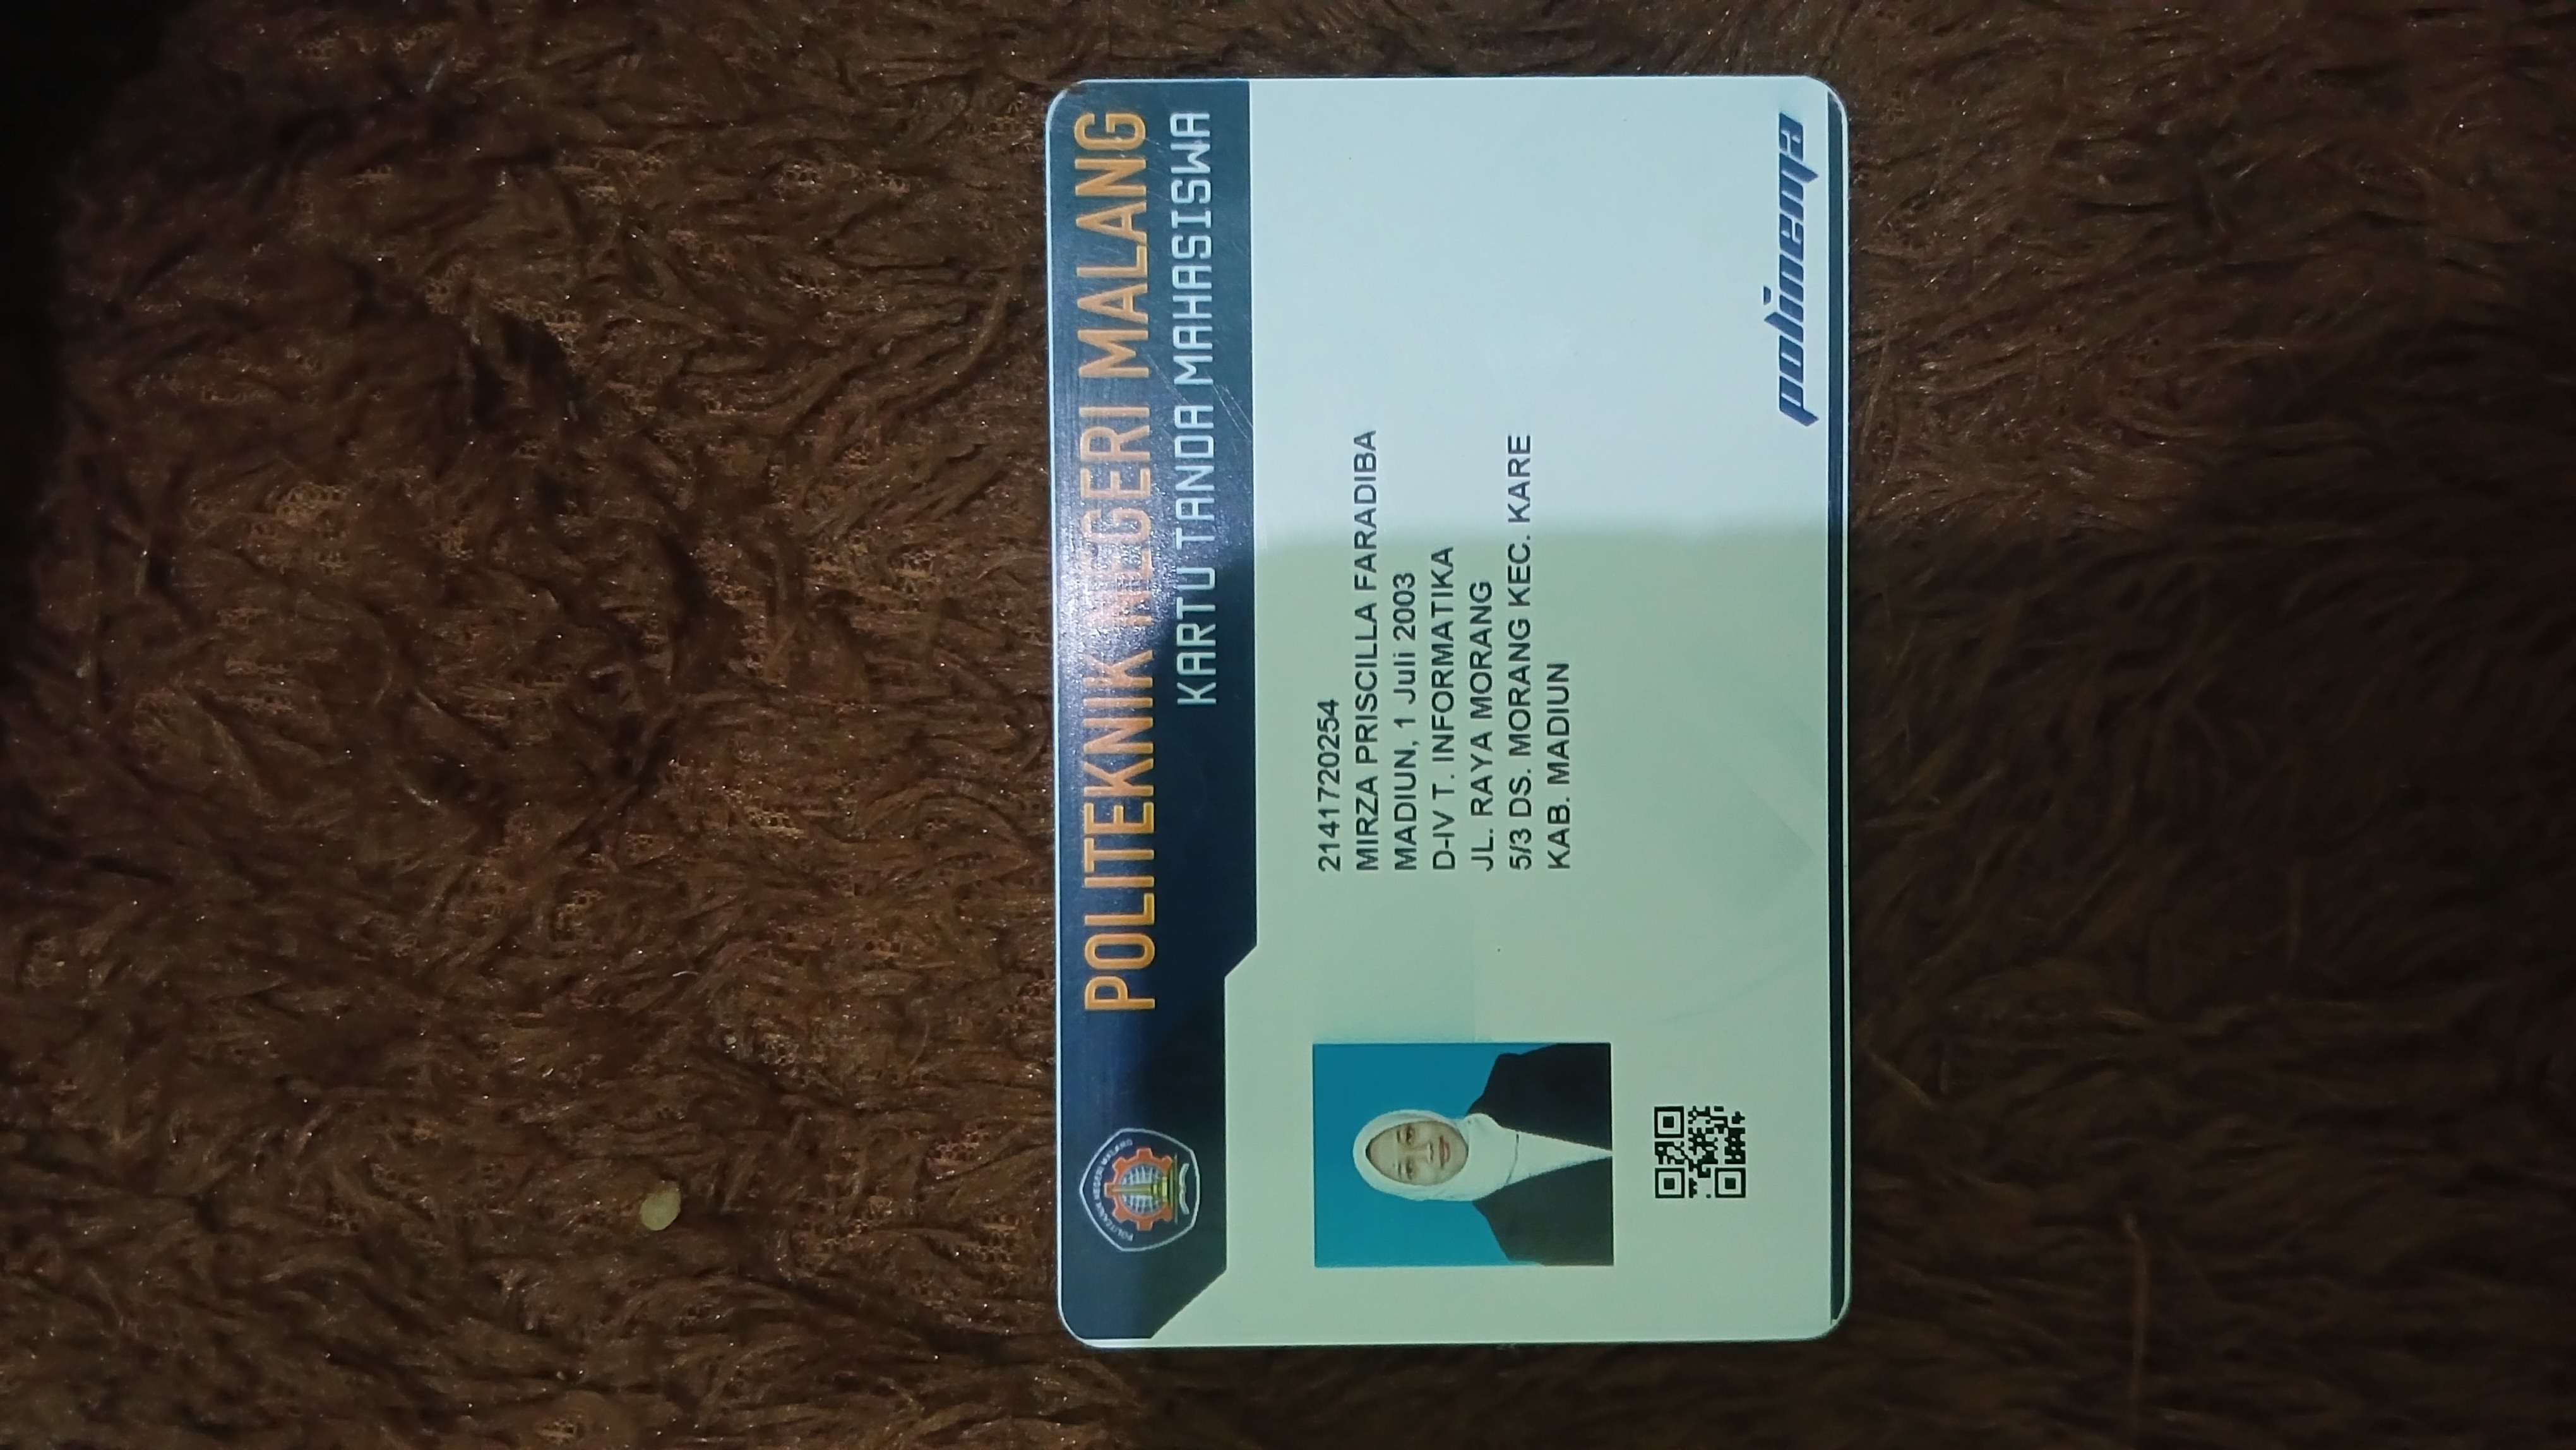 POLITEKNIK NEGERI MALANG
KARTU TANDA MAHASISWA
POLITEKNIK NEGERI MALANG
2141720254
MIRZA PRISCILLA FARADIBA
MADIUN, 1 Juli 2003
D-IV T. INFORMATIKA
JL. RAYA MORANG
5/3 DS. MORANG KEC. KARE
KAB. MADIUN
polinema